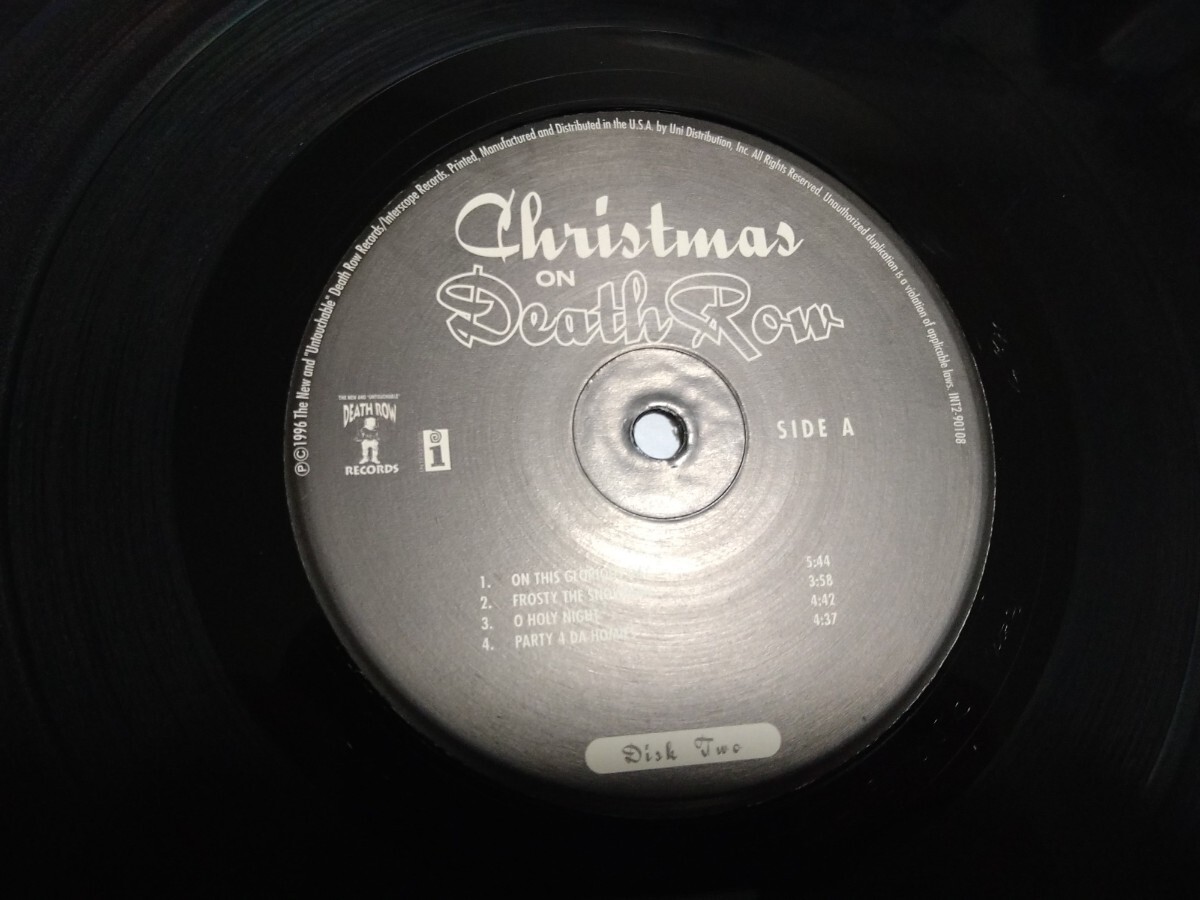 ℗©1996 The New and "Untouchable" Death Row Records/Interscope Records. Printed, Manufactured and Distributed in the U.S.A. by Uni Distribution, Inc. All Rights Reserved. Unauthorized duplication is a violation of applicable laws. INT2-90108
Christmas
ON
Death Row
THE NEW AND "UNTOUCHABLE"
DEATH ROW
RECORDS
i
SIDE A
1. ON THIS 5:44
2. FROSTY THE 3:58
3. O HOLY NIGHT 4:42
4. PARTY 4 DA 4:37
Disk Two